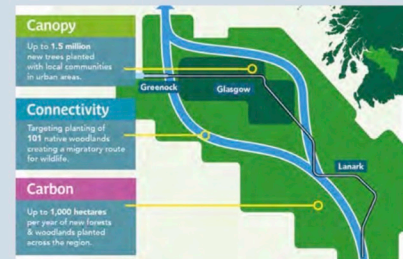 Canopy
Up to 1.5 million
new trees planted
with local communities
in urban areas.
Greenock
Glasgow
Connectivity
Targeting planting of
101 native woodlands
creating a migratory route
for wildlife.
Lanark
Carbon
Up to 1,000 hectares
per year of new forests
& woodlands planted
across the region.